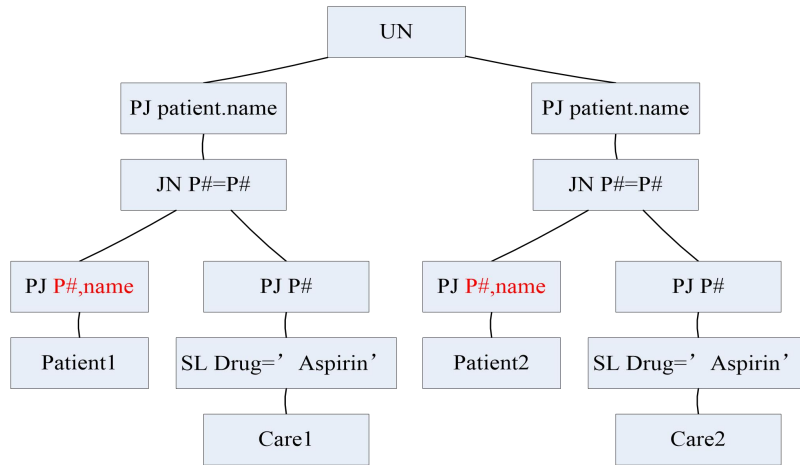 UN
PJ patient.name
PJ patient.name
JN P#=P#
JN P#=P#
PJ P#,name
PJ P#
PJ P#,name
PJ P#
Patient1
SL Drug=’ Aspirin’
Patient2
SL Drug=’ Aspirin’
Care1
Care2